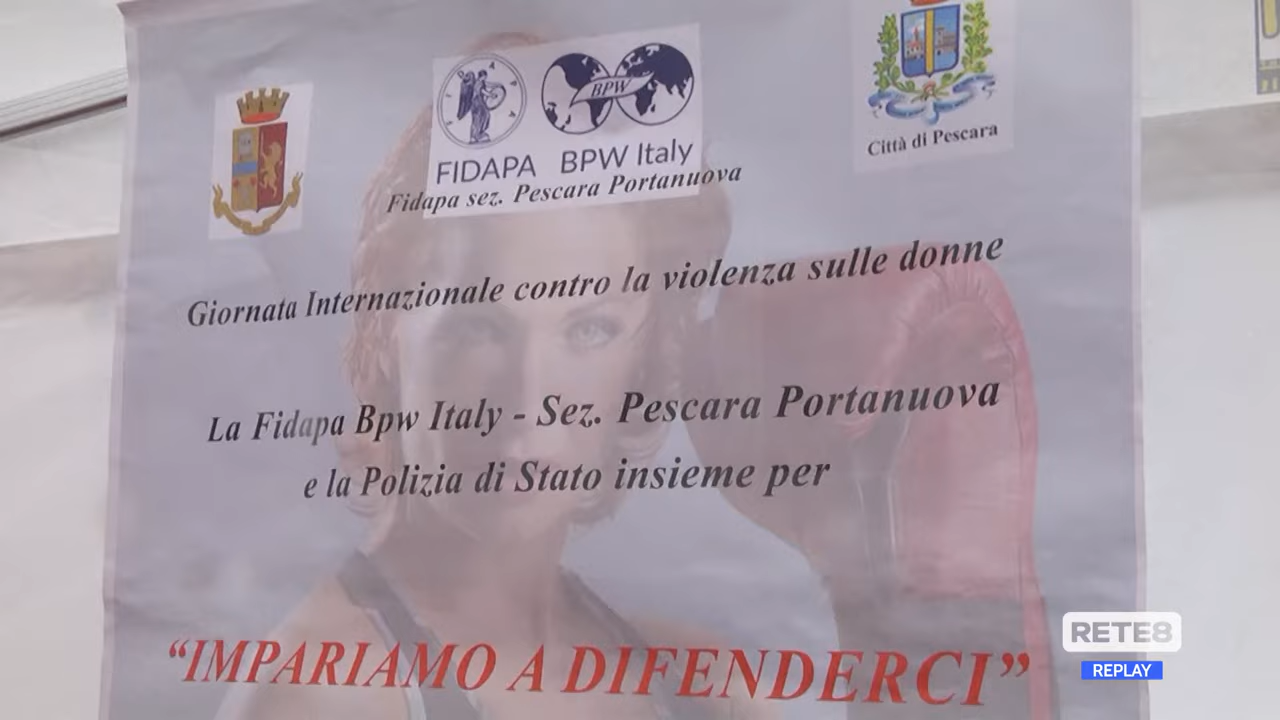 BPW
FIDAPA BPW Italy
Fidapa sez. Pescara Portanuova
Città di Pescara
Giornata Internazionale contro la violenza sulle donne
La Fidapa Bpw Italy - Sez. Pescara Portanuova
e la Polizia di Stato insieme per
“IMPARIAMO A DIFENDERCI”
RETE8
REPLAY